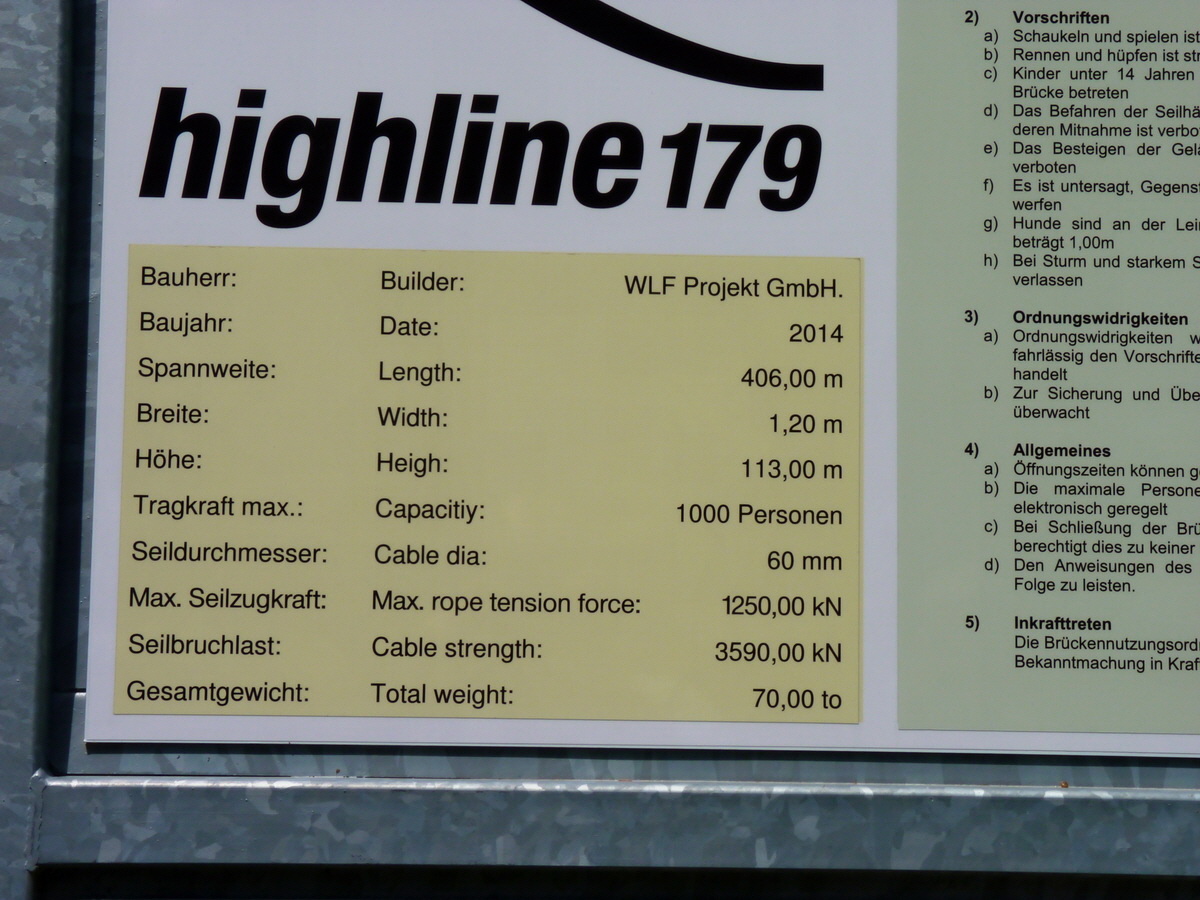 highline 179
Bauherr: Builder: WLF Projekt GmbH.
Baujahr: Date: 2014
Spannweite: Length: 406,00 m
Breite: Width: 1,20 m
Höhe: Heigh: 113,00 m
Tragkraft max.: Capacitiy: 1000 Personen
Seildurchmesser: Cable dia: 60 mm
Max. Seilzugkraft: Max. rope tension force: 1250,00 kN
Seilbruchlast: Cable strength: 3590,00 kN
Gesamtgewicht: Total weight: 70,00 to
2) Vorschriften
a) Schaukeln und spielen ist
b) Rennen und hüpfen ist
c) Kinder unter 14 Jahren
Brücke betreten
d) Das Befahren der
deren Mitnahme ist
e) Das Besteigen der
verboten
f) Es ist untersagt,
werfen
g) Hunde sind an der
beträgt 1,00m
h) Bei Sturm und starkem
verlassen
3) Ordnungswidrigkeiten
a) Ordnungswidrigkeiten
fahrlässig den
handelt
b) Zur Sicherung und
überwacht
4) Allgemeines
a) Öffnungszeiten können
b) Die maximale
elektronisch geregelt
c) Bei Schließung der
berechtigt dies zu keiner
d) Den Anweisungen des
Folge zu leisten.
5) Inkrafttreten
Die
Bekanntmachung in